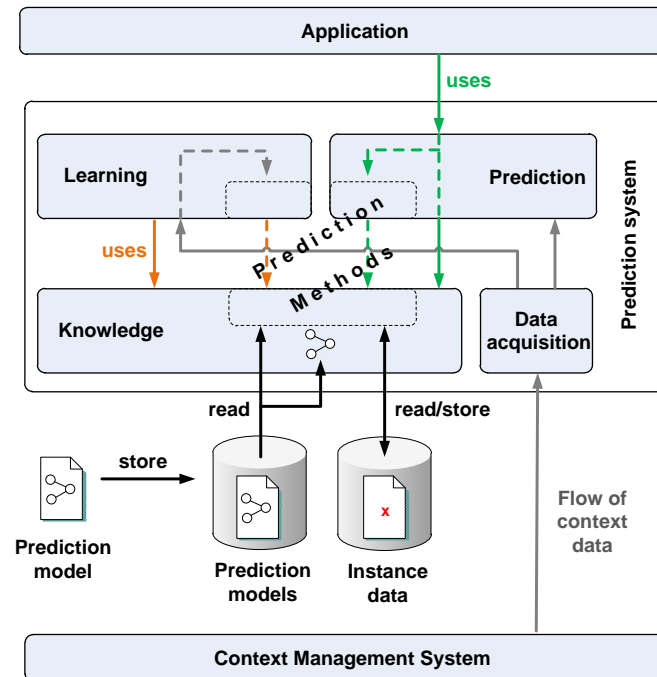 Application
uses
Learning
Prediction
Prediction
Methods
uses
Prediction system
Knowledge
Data
acquisition
read
read/store
store
x
Flow of
context
data
Prediction
model
Prediction
models
Instance
data
Context Management System